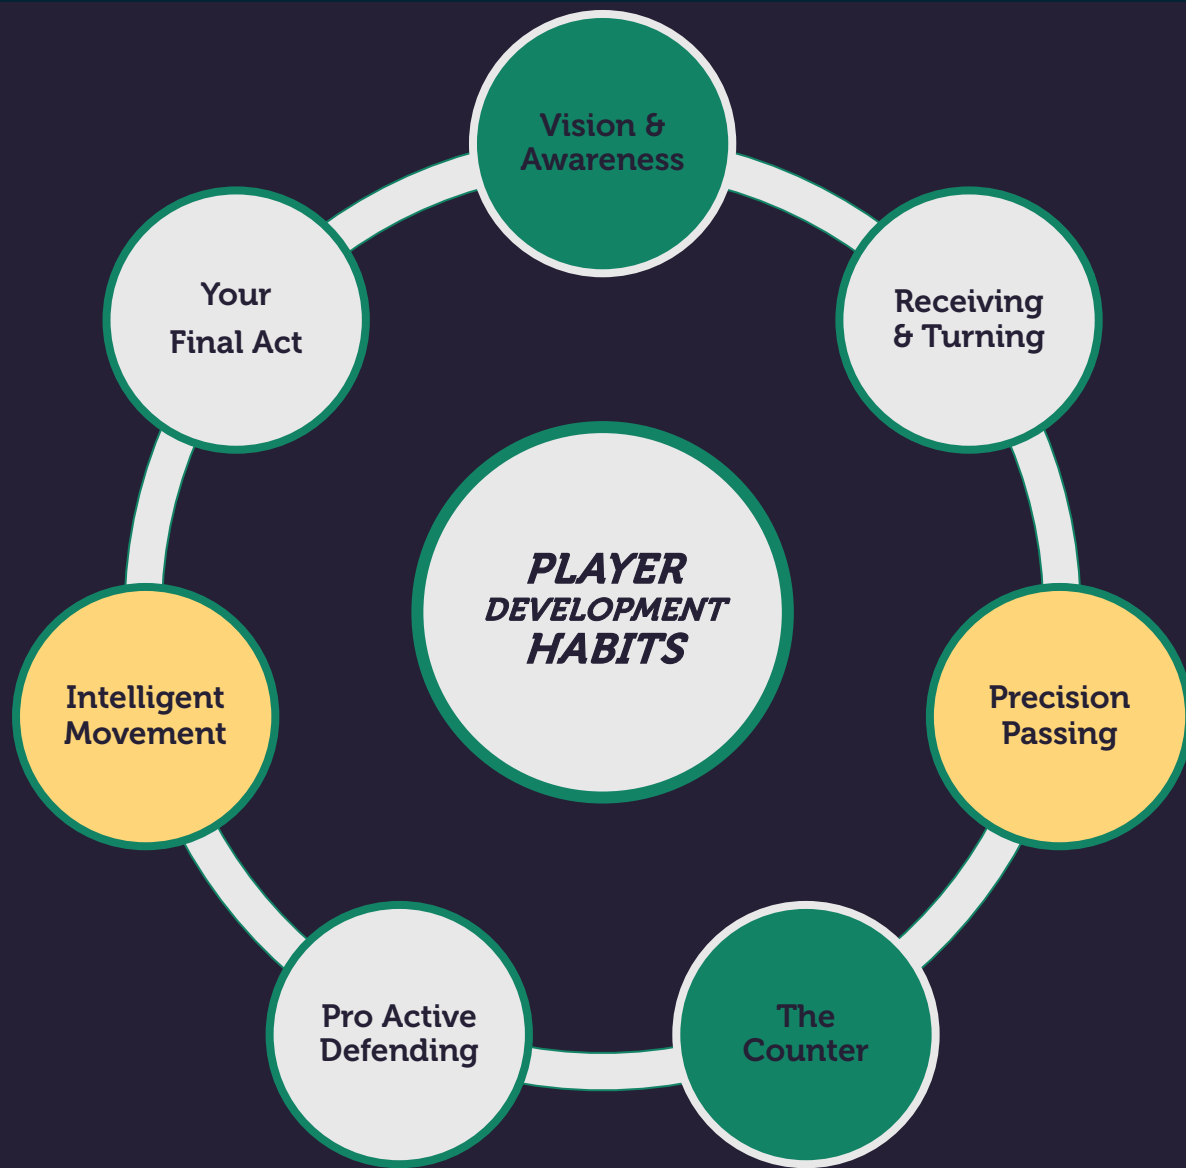 Vision &
Awareness
Receiving
& Turning
Precision
Passing
The
Counter
Pro Active
Defending
Intelligent
Movement
Your
Final Act
PLAYER
DEVELOPMENT
HABITS